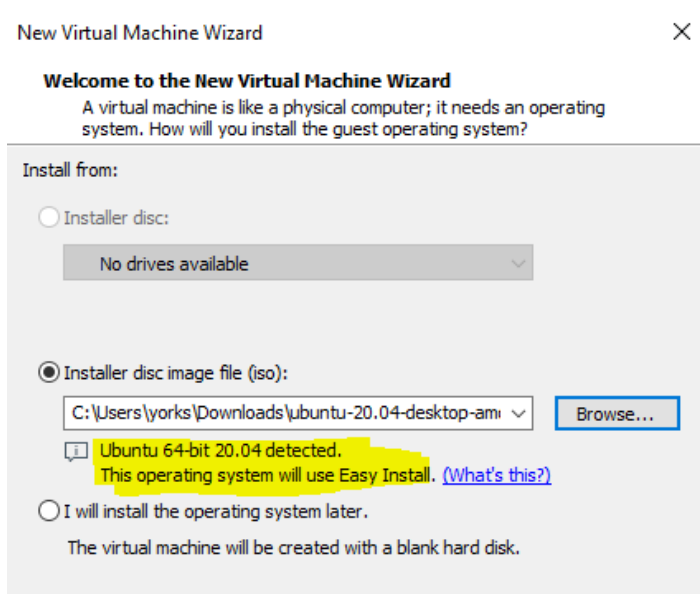 New Virtual Machine Wizard
Welcome to the New Virtual Machine Wizard
A virtual machine is like a physical computer; it needs an operating
system. How will you install the guest operating system?
Install from:
Installer disc:
No drives available
Installer disc image file (iso):
C:\Users\yorks\Downloads\ubuntu-20.04-desktop-am
Browse...
Ubuntu 64-bit 20.04 detected.
This operating system will use Easy Install. (What's this?)
I will install the operating system later.
The virtual machine will be created with a blank hard disk.